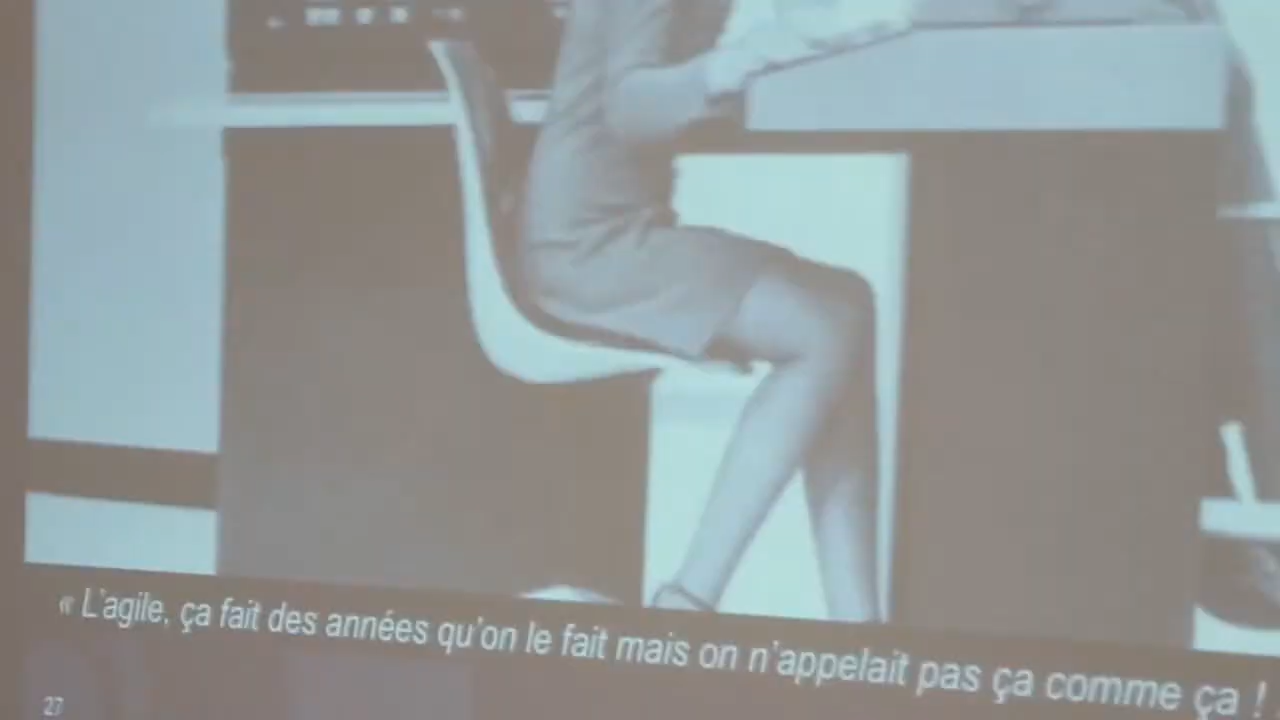 « L'agile, ça fait des années qu'on le fait mais on n'appelait pas ça comme ça !
27